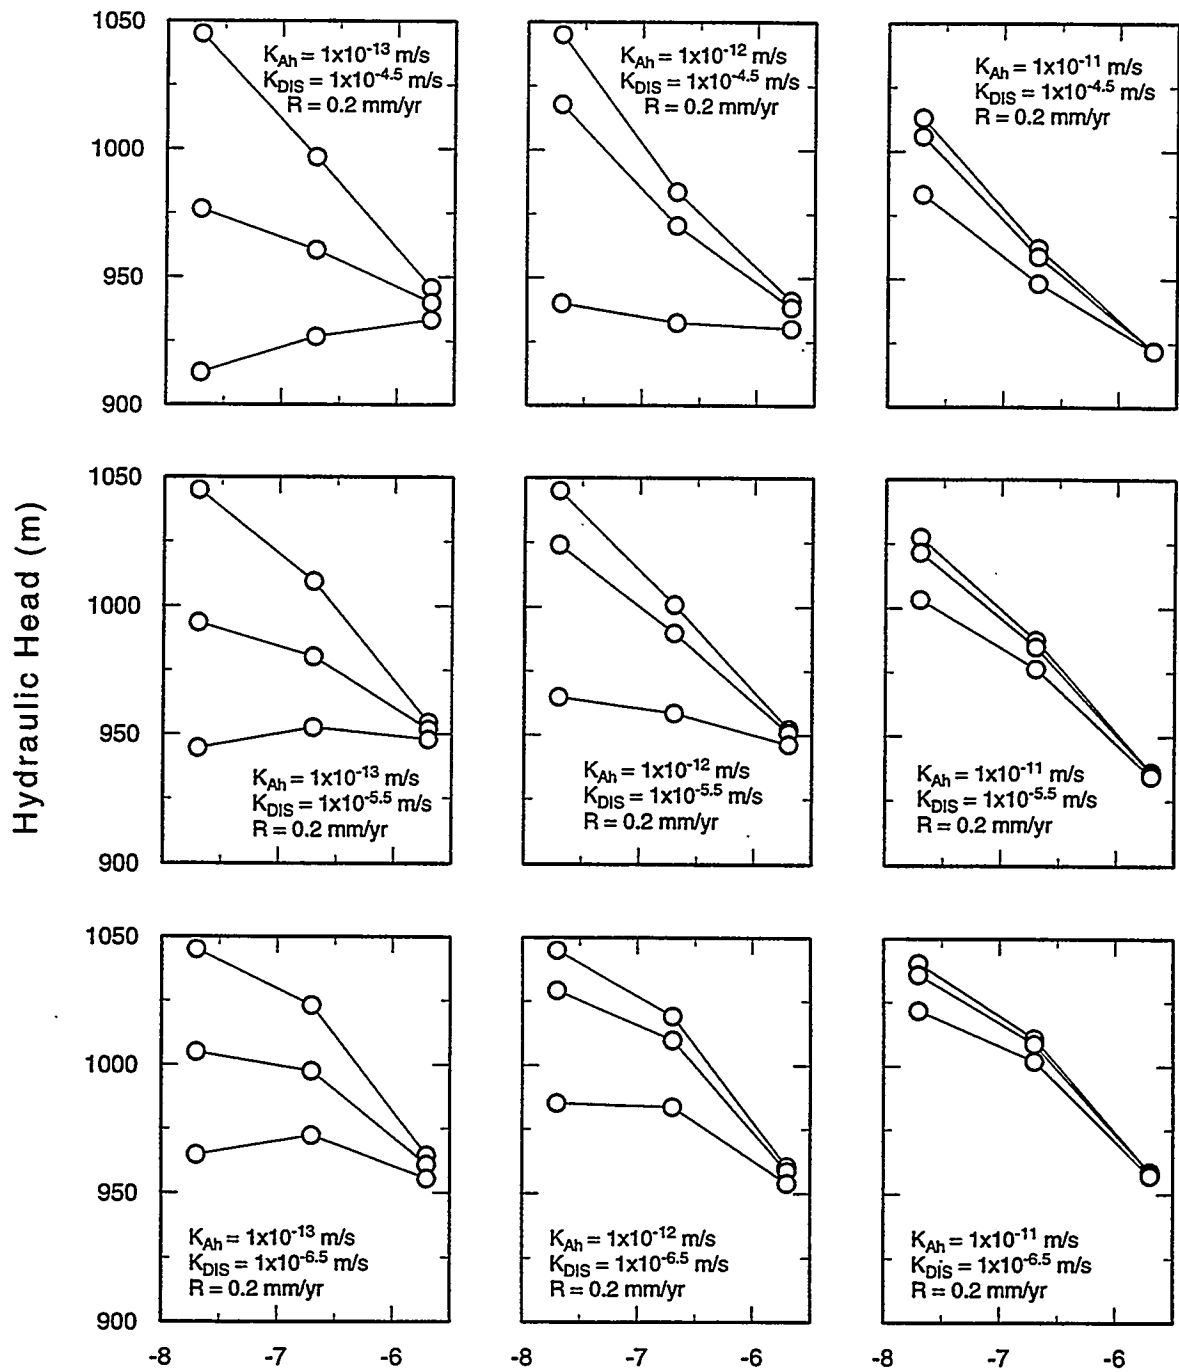 1050
1000
950
900
K_Ah = 1x10^-13 m/s
K_DIS = 1x10^-4.5 m/s
R = 0.2 mm/yr
K_Ah = 1x10^-12 m/s
K_DIS = 1x10^-4.5 m/s
R = 0.2 mm/yr
K_Ah = 1x10^-11 m/s
K_DIS = 1x10^-4.5 m/s
R = 0.2 mm/yr
Hydraulic Head (m)
1050
1000
950
900
K_Ah = 1x10^-13 m/s
K_DIS = 1x10^-5.5 m/s
R = 0.2 mm/yr
K_Ah = 1x10^-12 m/s
K_DIS = 1x10^-5.5 m/s
R = 0.2 mm/yr
K_Ah = 1x10^-11 m/s
K_DIS = 1x10^-5.5 m/s
R = 0.2 mm/yr
1050
1000
950
900
K_Ah = 1x10^-13 m/s
K_DIS = 1x10^-6.5 m/s
R = 0.2 mm/yr
K_Ah = 1x10^-12 m/s
K_DIS = 1x10^-6.5 m/s
R = 0.2 mm/yr
K_Ah = 1x10^-11 m/s
K_DIS = 1x10^-6.5 m/s
R = 0.2 mm/yr
-8 -7 -6 -8 -7 -6 -8 -7 -6